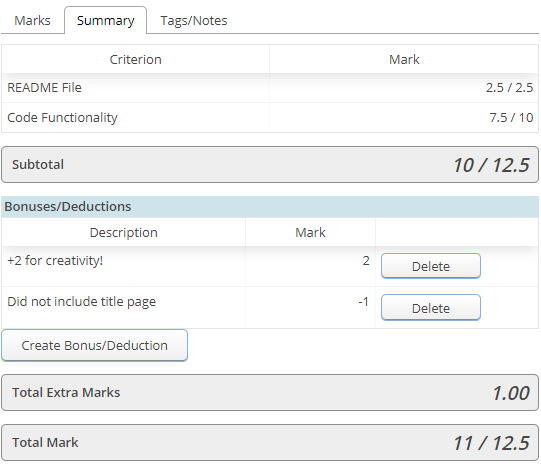 Marks Summary Tags/Notes
Criterion Mark
README File 2.5 / 2.5
Code Functionality 7.5 / 10
Subtotal 10 / 12.5
Bonuses/Deductions
Description Mark
+2 for creativity! 2 Delete
Did not include title page -1 Delete
Create Bonus/Deduction
Total Extra Marks 1.00
Total Mark 11 / 12.5